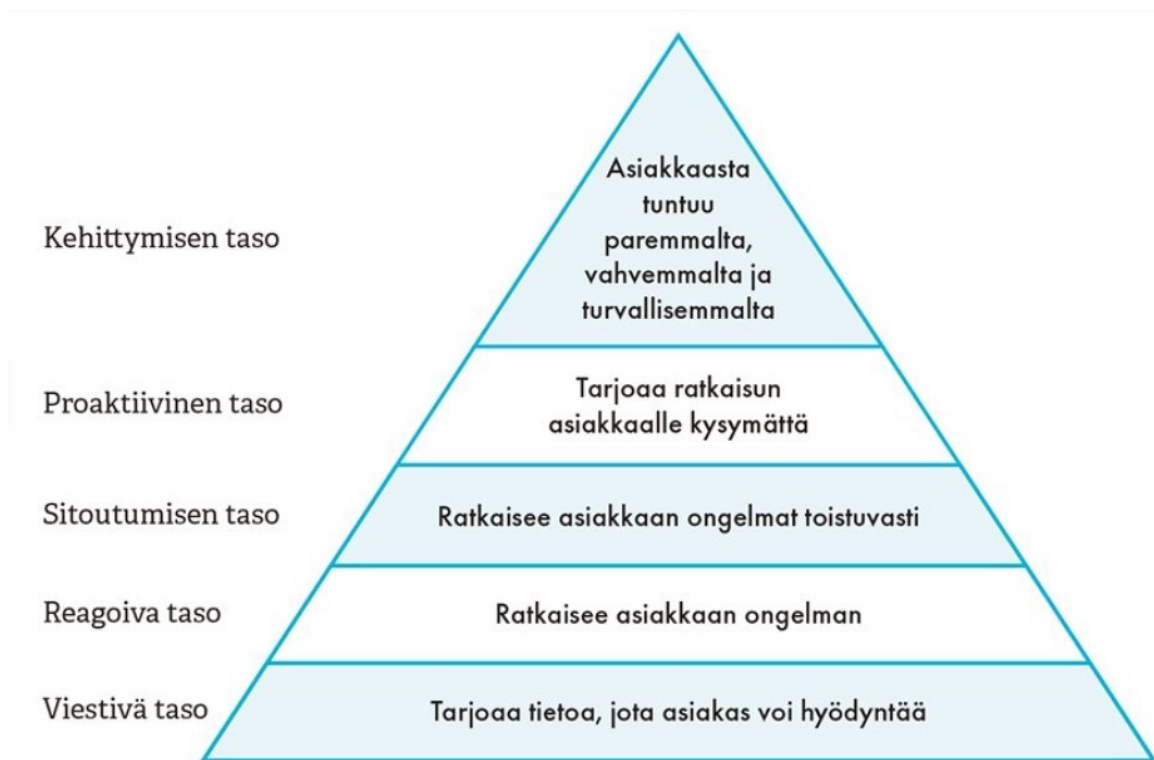 Kehittymisen taso
Asiakkaasta
tuntuu
paremmalta,
vahvemmalta ja
turvallisemmalta
Proaktiivinen taso
Tarjoaa ratkaisun
asiakkaalle kysymättä
Sitoutumisen taso
Ratkaisee asiakkaan ongelmat toistuvasti
Reagoiva taso
Ratkaisee asiakkaan ongelman
Viestivä taso
Tarjoaa tietoa, jota asiakas voi hyödyntää